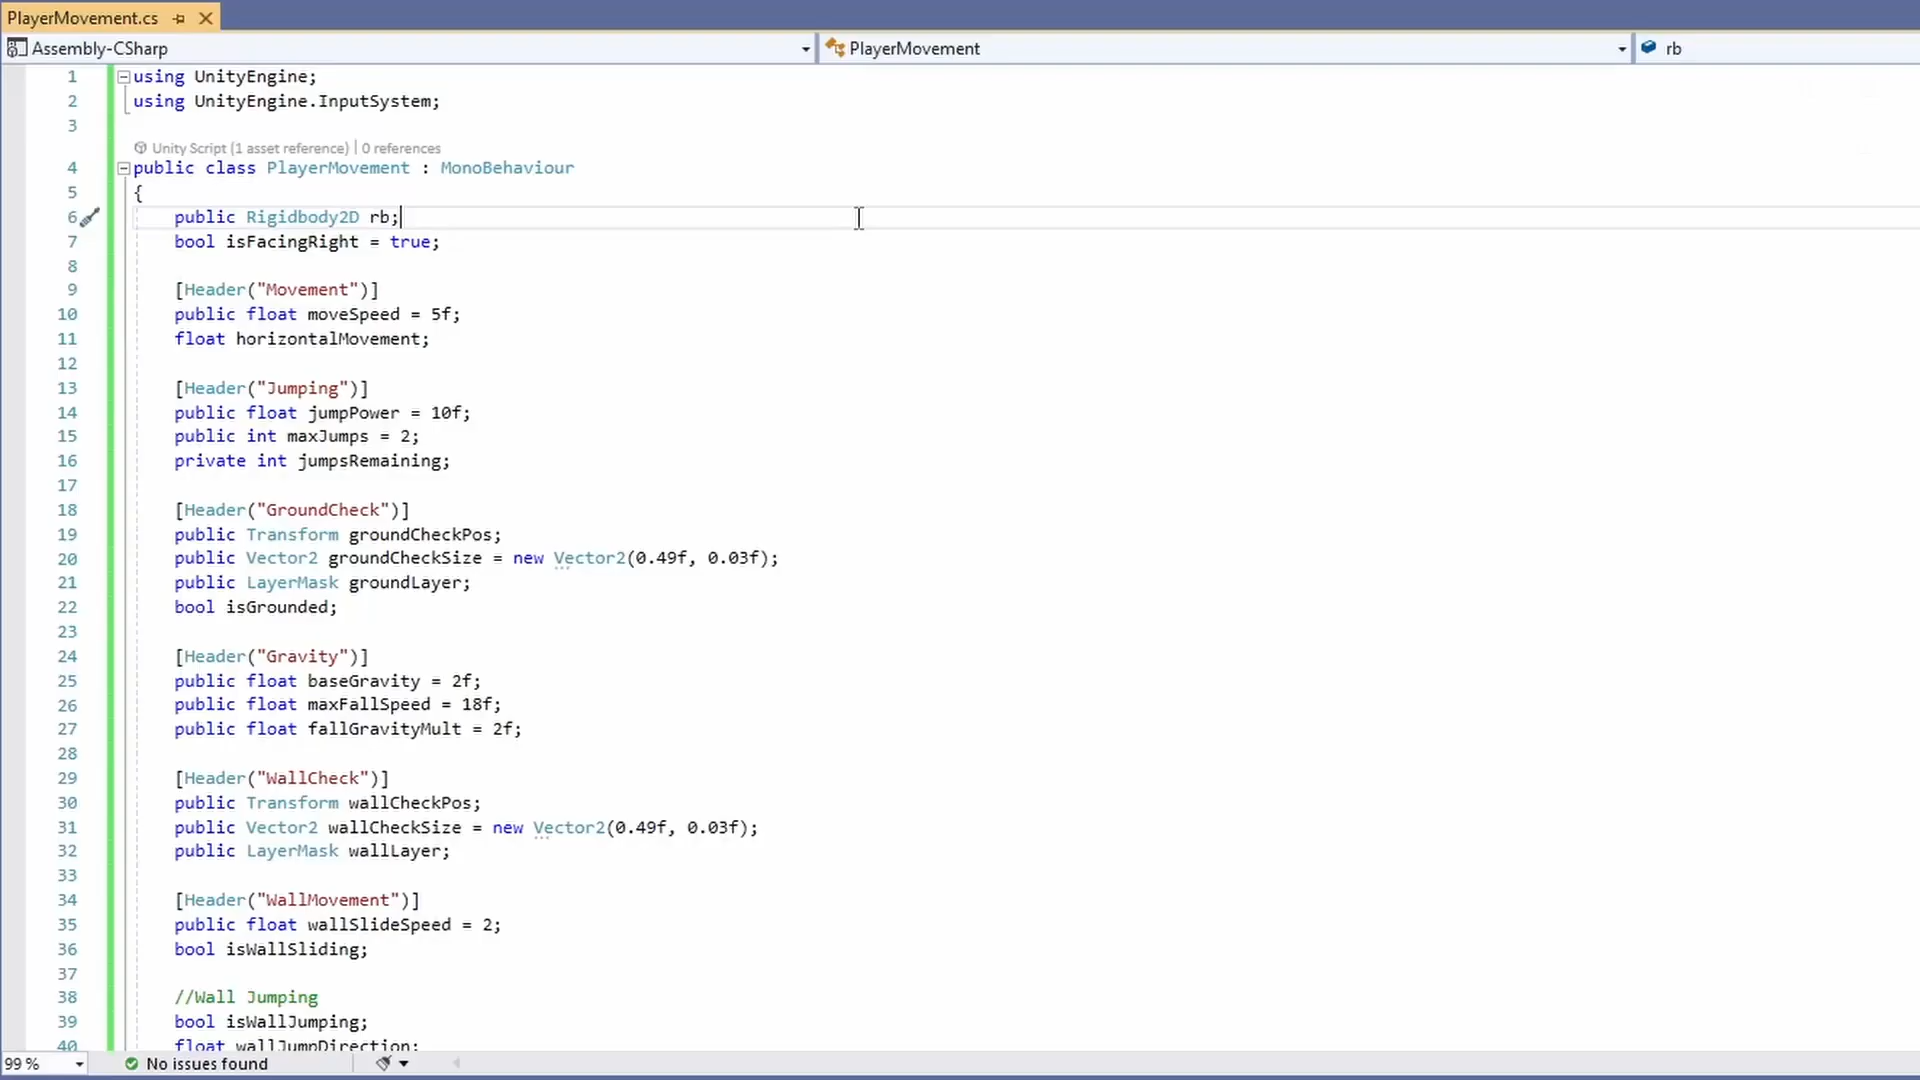 PlayerMovement.cs
Assembly-CSharp PlayerMovement rb
1 using UnityEngine;
2 using UnityEngine.InputSystem;
3
Unity Script (1 asset reference) | 0 references
4 public class PlayerMovement : MonoBehaviour
5 {
6 public Rigidbody2D rb;
7 bool isFacingRight = true;
8
9 [Header("Movement")]
10 public float moveSpeed = 5f;
11 float horizontalMovement;
12
13 [Header("Jumping")]
14 public float jumpPower = 10f;
15 public int maxJumps = 2;
16 private int jumpsRemaining;
17
18 [Header("GroundCheck")]
19 public Transform groundCheckPos;
20 public Vector2 groundCheckSize = new Vector2(0.49f, 0.03f);
21 public LayerMask groundLayer;
22 bool isGrounded;
23
24 [Header("Gravity")]
25 public float baseGravity = 2f;
26 public float maxFallSpeed = 18f;
27 public float fallGravityMult = 2f;
28
29 [Header("WallCheck")]
30 public Transform wallCheckPos;
31 public Vector2 wallCheckSize = new Vector2(0.49f, 0.03f);
32 public LayerMask wallLayer;
33
34 [Header("WallMovement")]
35 public float wallSlideSpeed = 2;
36 bool isWallSliding;
37
38 //Wall Jumping
39 bool isWallJumping;
40 float wallJumpDirection;
99 % No issues found